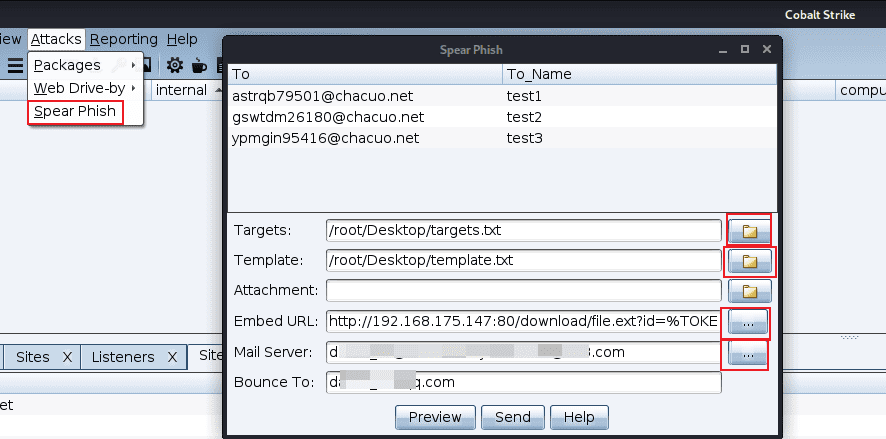 Cobalt Strike
iew Attacks Reporting Help
Packages
Web Drive-by
Spear Phish
internal
compu
Spear Phish
To To_Name
astrqb79501@chacuo.net test1
gswtdm26180@chacuo.net test2
ypmgin95416@chacuo.net test3
Targets: /root/Desktop/targets.txt
Template: /root/Desktop/template.txt
Attachment:
Embed URL: http://192.168.175.147:80/download/file.ext?id=%TOKE ...
Mail Server: d .com ...
Bounce To: da q.com
Preview Send Help
Sites X Listeners X Site
et